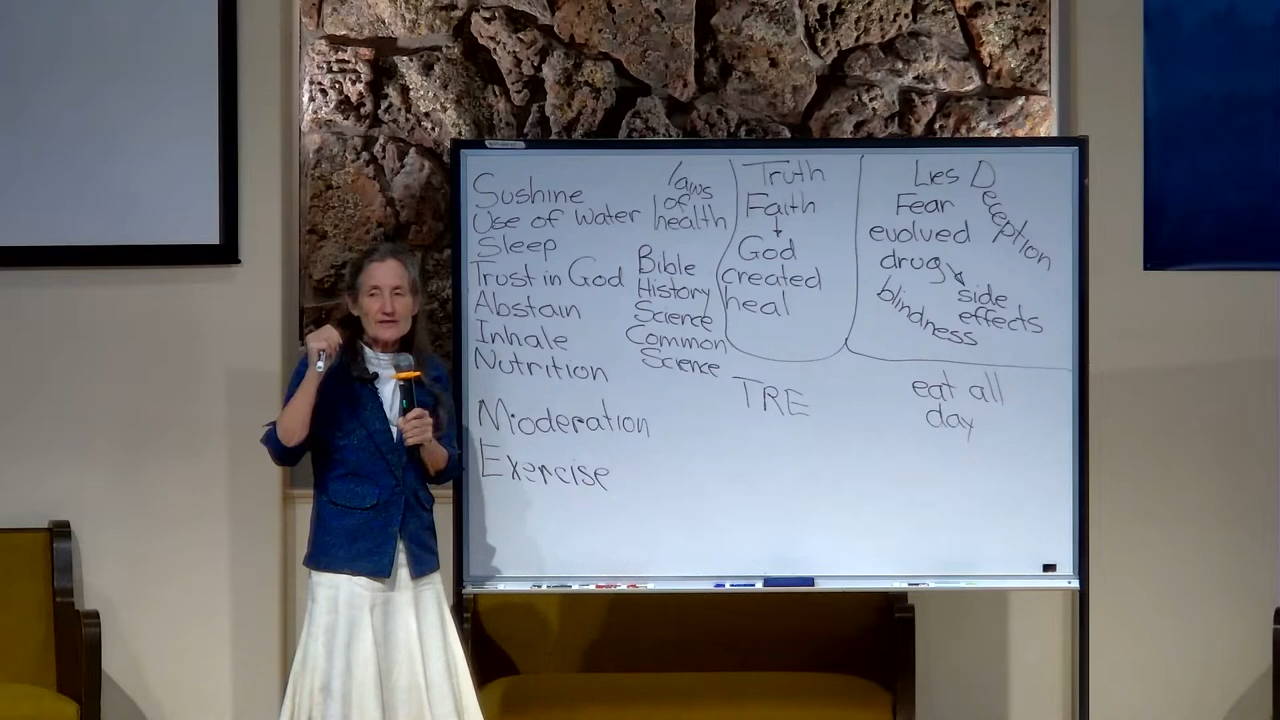 Sushine
Use of water
Sleep
Trust in God
Abstain
Inhale
Nutrition
Moderation
Exercise
laws
of
health
Bible
History
Science
Common
Science
Truth
Faith
↓
God
created
heal
TRE
Lies Deception
Fear
evolved
drug
side
effects
blindness
eat all
day